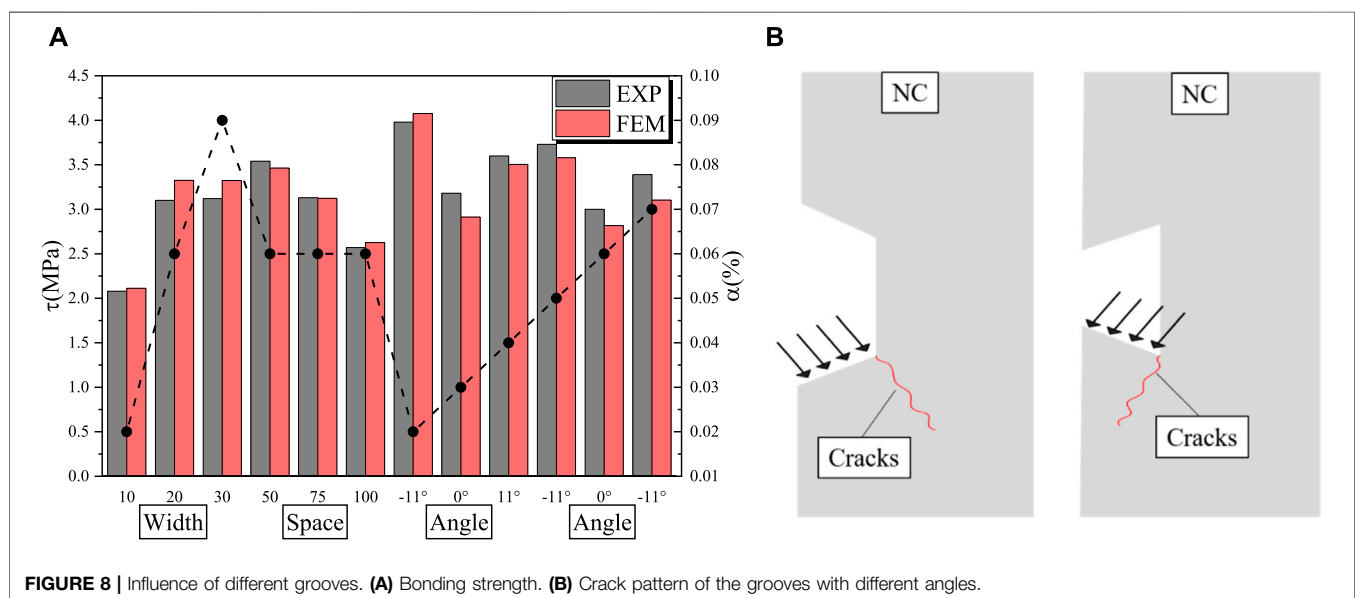 A
B
4.5
4.0
3.5
3.0
2.5
2.0
1.5
1.0
0.5
0.0
τ(MPa)
EXP
FEM
0.10
0.09
0.08
0.07
0.06
0.05
0.04
0.03
0.02
0.01
α(%)
10 20 30 50 75 100 -11° 0° 11° -11° 0° -11°
Width Space Angle Angle
NC
Cracks
NC
Cracks
FIGURE 8 | Influence of different grooves. (A) Bonding strength. (B) Crack pattern of the grooves with different angles.